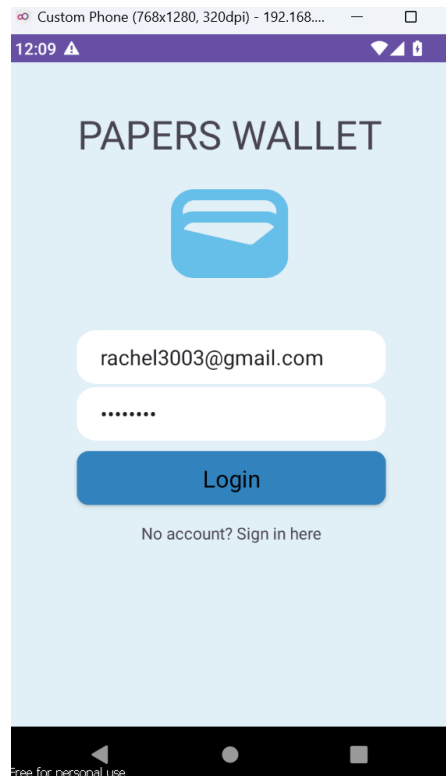 Custom Phone (768x1280, 320dpi) - 192.168....
12:09
PAPERS WALLET
rachel3003@gmail.com
••••••••
Login
No account? Sign in here
Free for personal use